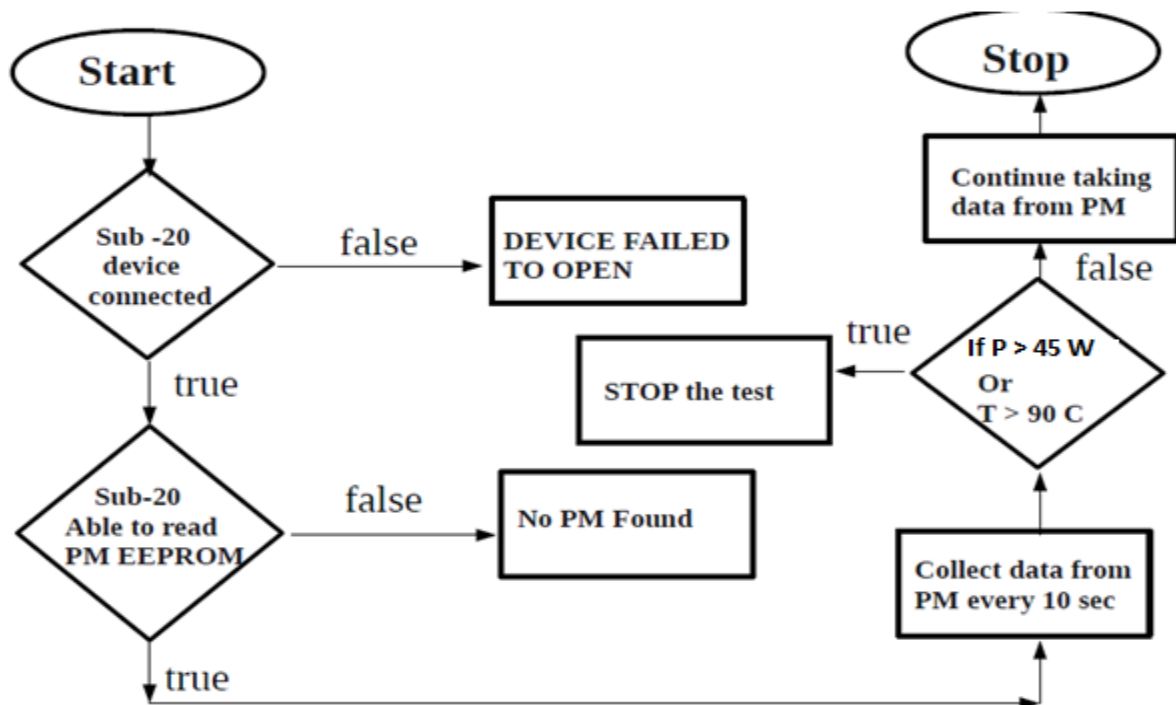 Start
Sub -20
device
connected
false
DEVICE FAILED
TO OPEN
true
Sub-20
Able to read
PM EEPROM
false
No PM Found
true
Collect data from
PM every 10 sec
If P > 45 W
Or
T > 90 C
true
STOP the test
false
Continue taking
data from PM
Stop